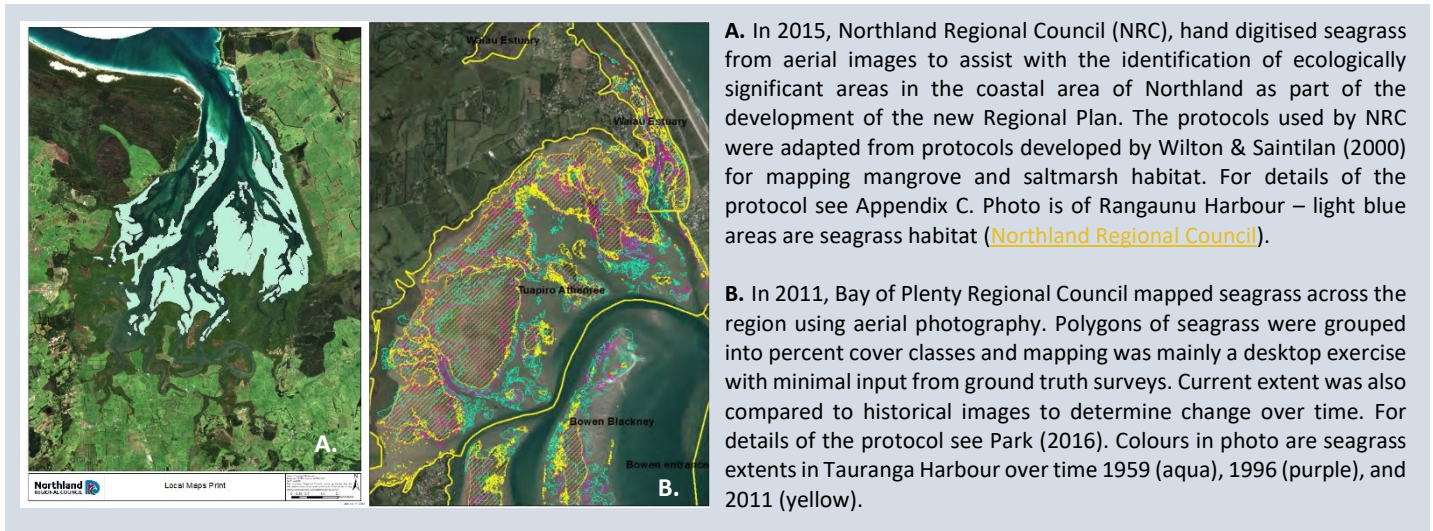 Waiau Estuary
Waiau Estuary
Tuapiro Athenree
Bowen Blackney
Bowen entrance
A.
B.
Northland
REGIONAL COUNCIL
Local Maps Print
A. In 2015, Northland Regional Council (NRC), hand digitised seagrass
from aerial images to assist with the identification of ecologically
significant areas in the coastal area of Northland as part of the
development of the new Regional Plan. The protocols used by NRC
were adapted from protocols developed by Wilton & Saintilan (2000)
for mapping mangrove and saltmarsh habitat. For details of the
protocol see Appendix C. Photo is of Rangaunu Harbour – light blue
areas are seagrass habitat (Northland Regional Council).
B. In 2011, Bay of Plenty Regional Council mapped seagrass across the
region using aerial photography. Polygons of seagrass were grouped
into percent cover classes and mapping was mainly a desktop exercise
with minimal input from ground truth surveys. Current extent was also
compared to historical images to determine change over time. For
details of the protocol see Park (2016). Colours in photo are seagrass
extents in Tauranga Harbour over time 1959 (aqua), 1996 (purple), and
2011 (yellow).